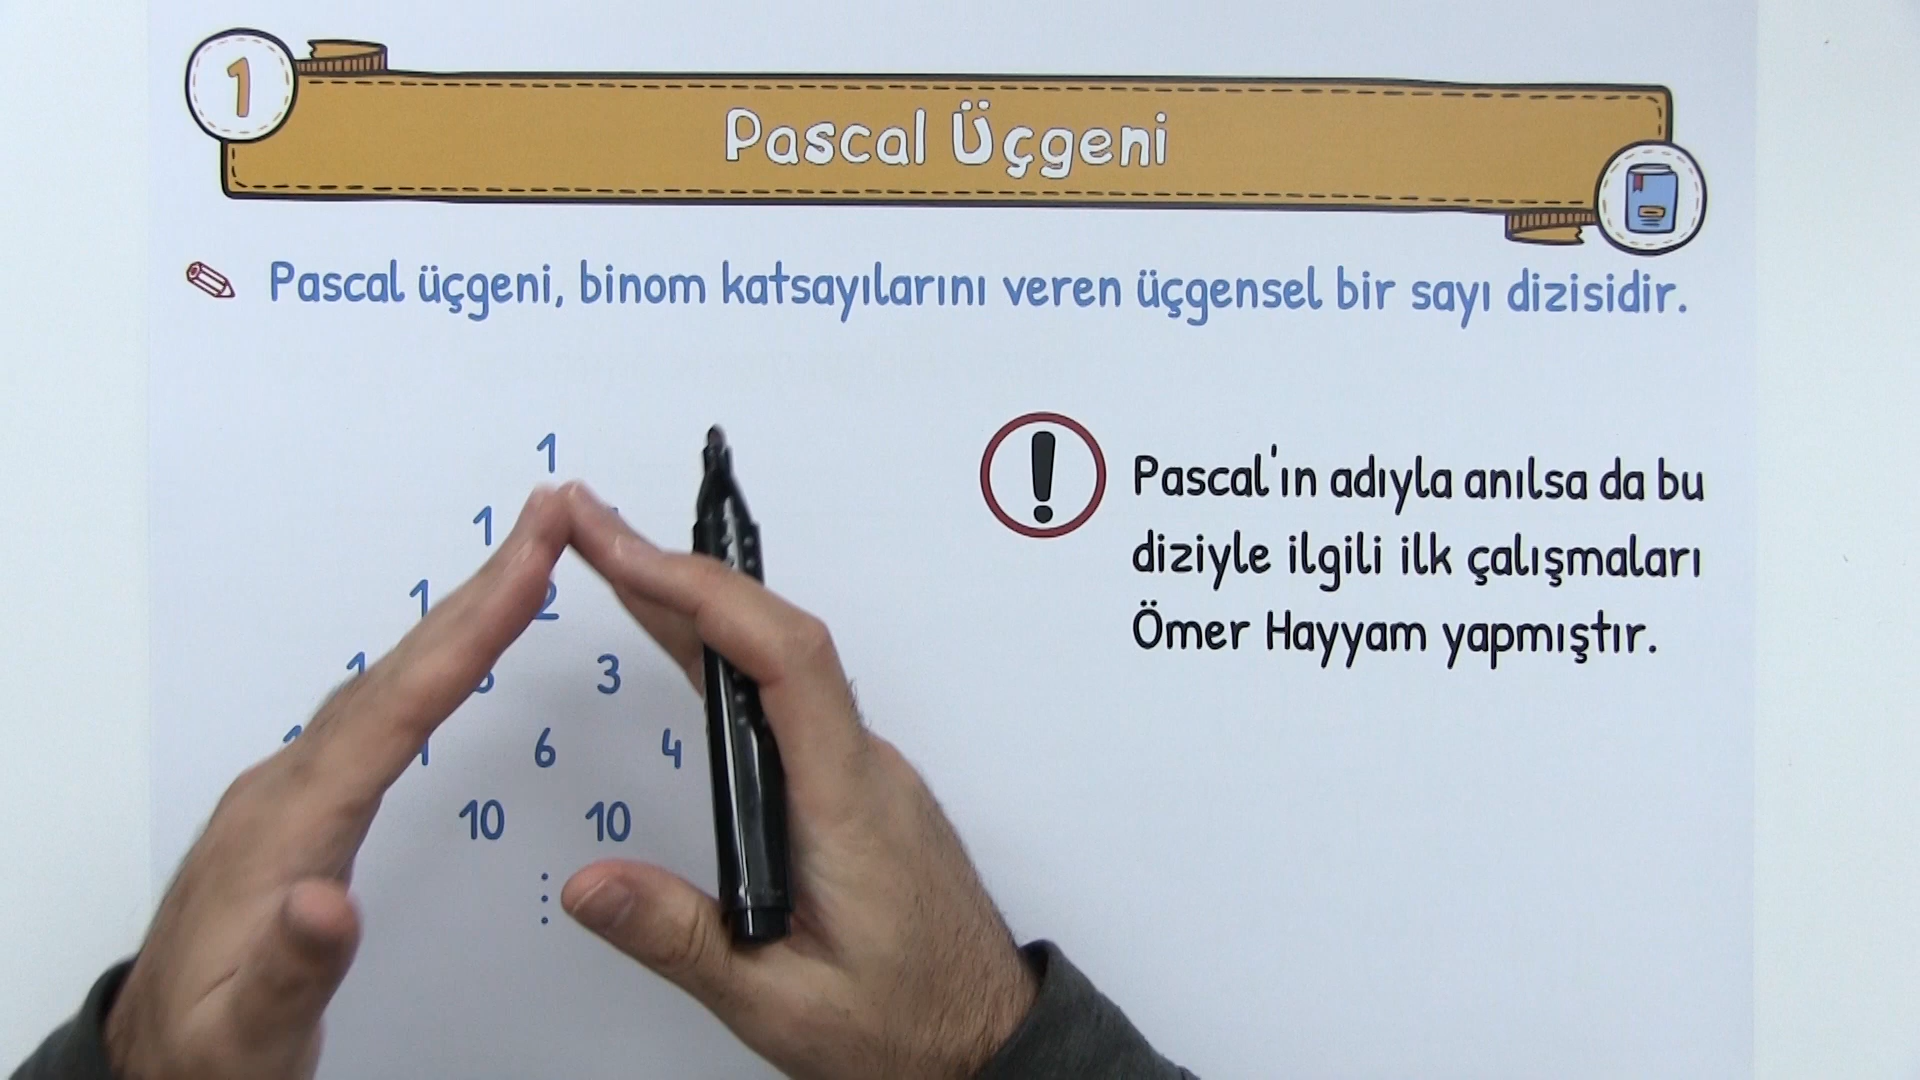 1
Pascal Üçgeni
Pascal üçgeni, binom katsayılarını veren üçgensel bir sayı dizisidir.
1
1
1 2
1 3
6 4
10 10
Pascal'ın adıyla anılsa da bu
diziyle ilgili ilk çalışmaları
Ömer Hayyam yapmıştır.